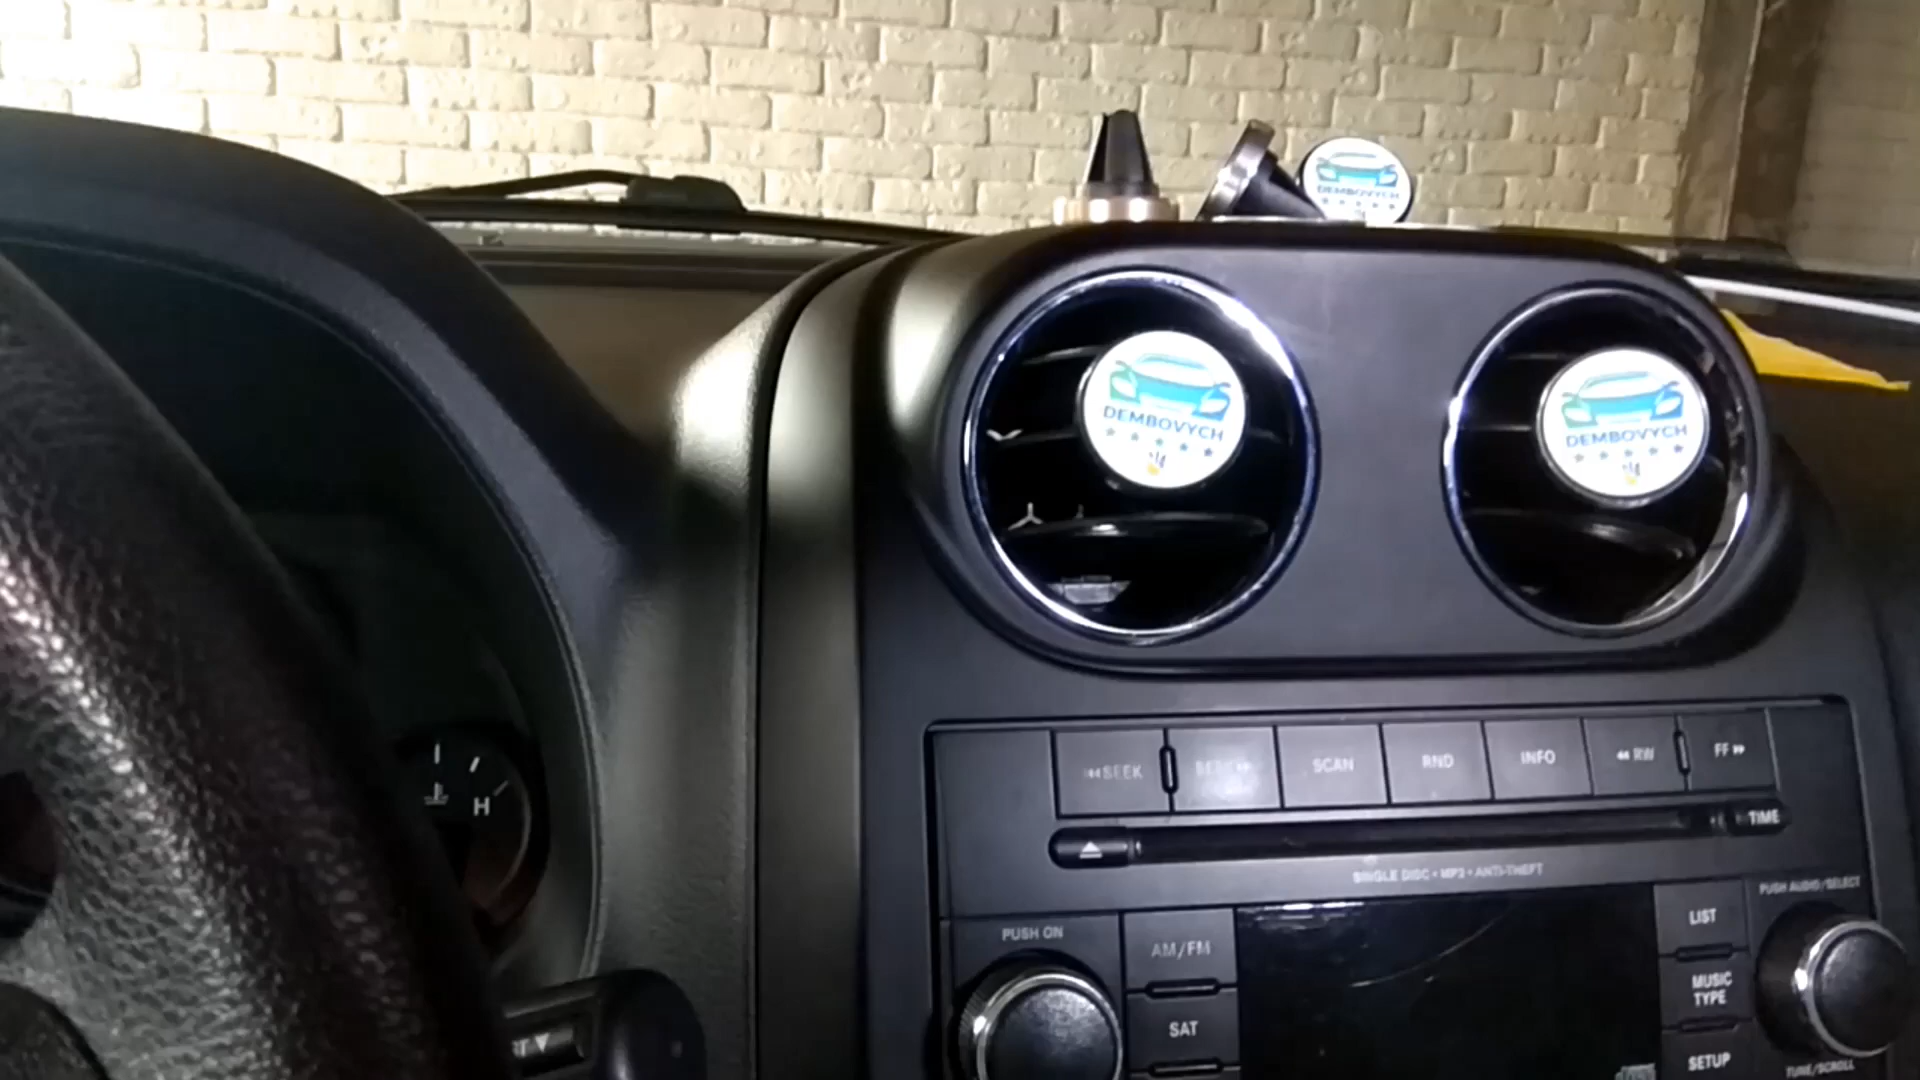 DEMBOVYCH
DEMBOVYCH
DEMBOVYCH
H
SEEK
SCAN
RND
INFO
RW
FF
TIME
SINGLE DISC • MP3 • ANTI-THEFT
PUSH AUDIO/SELECT
PUSH ON
AM/FM
LIST
MUSIC
TYPE
SAT
SETUP
TUNE/SCROLL